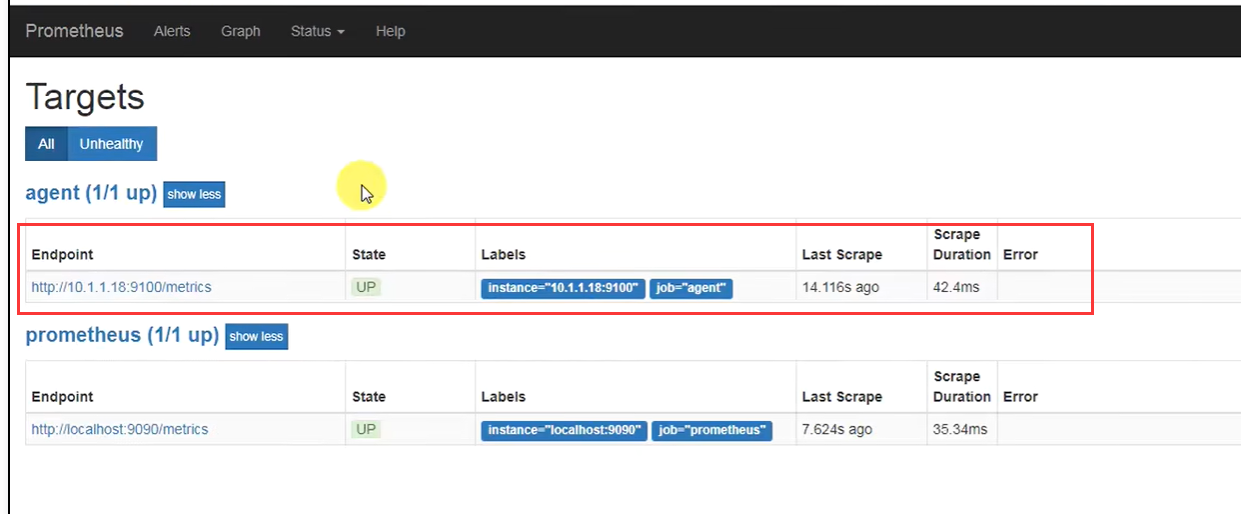 Prometheus Alerts Graph Status Help
Targets
All Unhealthy
agent (1/1 up) show less
Endpoint State Labels Last Scrape Scrape Duration Error
http://10.1.1.18:9100/metrics UP instance="10.1.1.18:9100" job="agent" 14.116s ago 42.4ms
prometheus (1/1 up) show less
Endpoint State Labels Last Scrape Scrape Duration Error
http://localhost:9090/metrics UP instance="localhost:9090" job="prometheus" 7.624s ago 35.34ms